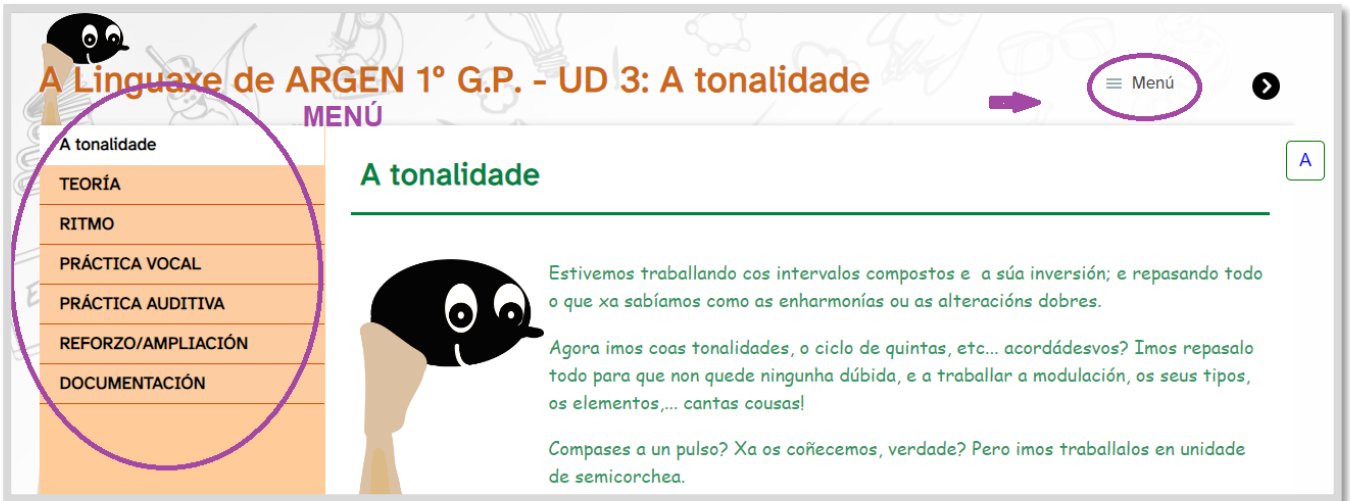 A Linguaxe de ARGEN 1º G.P. - UD 3: A tonalidade
Menú
MENÚ
A tonalidade
TEORÍA
RITMO
PRÁCTICA VOCAL
PRÁCTICA AUDITIVA
REFORZO/AMPLIACIÓN
DOCUMENTACIÓN
A tonalidade
A
Estivemos traballando cos intervalos compostos e a súa inversión; e repasando todo
o que xa sabíamos como as enharmonías ou as alteracións dobres.
Agora imos coas tonalidades, o ciclo de quintas, etc... acordádesvos? Imos repasalo
todo para que non quede ningunha dúbida, e a traballar a modulación, os seus tipos,
os elementos,... cantas cousas!
Compases a un pulso? Xa os coñecemos, verdade? Pero imos traballalos en unidade
de semicorchea.